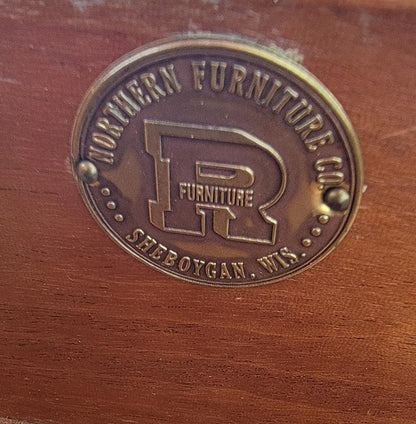 NORTHERN FURNITURE CO.
R
FURNITURE
SHEBOYGAN, WIS.